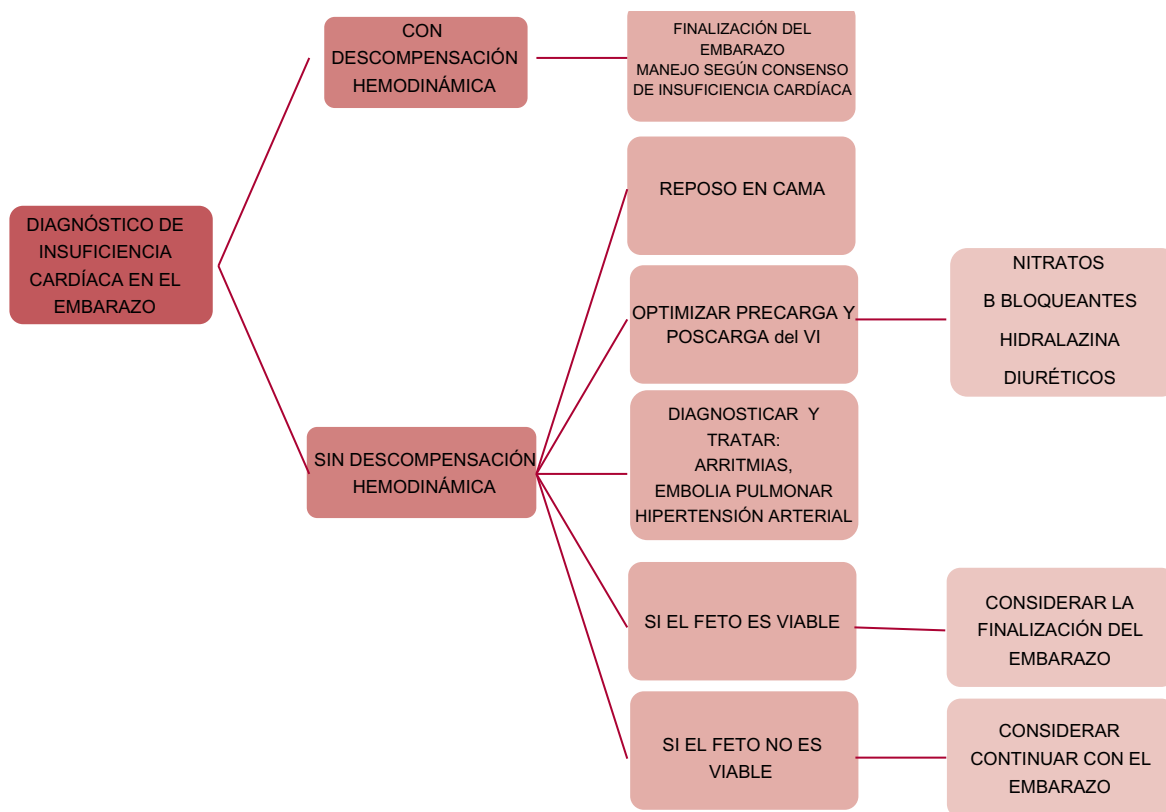 DIAGNÓSTICO DE
INSUFICIENCIA
CARDÍACA EN EL
EMBARAZO
CON
DESCOMPENSACIÓN
HEMODINÁMICA
FINALIZACIÓN DEL
EMBARAZO
MANEJO SEGÚN CONSENSO
DE INSUFICIENCIA CARDÍACA
SIN DESCOMPENSACIÓN
HEMODINÁMICA
REPOSO EN CAMA
OPTIMIZAR PRECARGA Y
POSCARGA del VI
NITRATOS
B BLOQUEANTES
HIDRALAZINA
DIURÉTICOS
DIAGNOSTICAR Y
TRATAR:
ARRITMIAS,
EMBOLIA PULMONAR
HIPERTENSIÓN ARTERIAL
SI EL FETO ES VIABLE
CONSIDERAR LA
FINALIZACIÓN DEL
EMBARAZO
SI EL FETO NO ES
VIABLE
CONSIDERAR
CONTINUAR CON EL
EMBARAZO